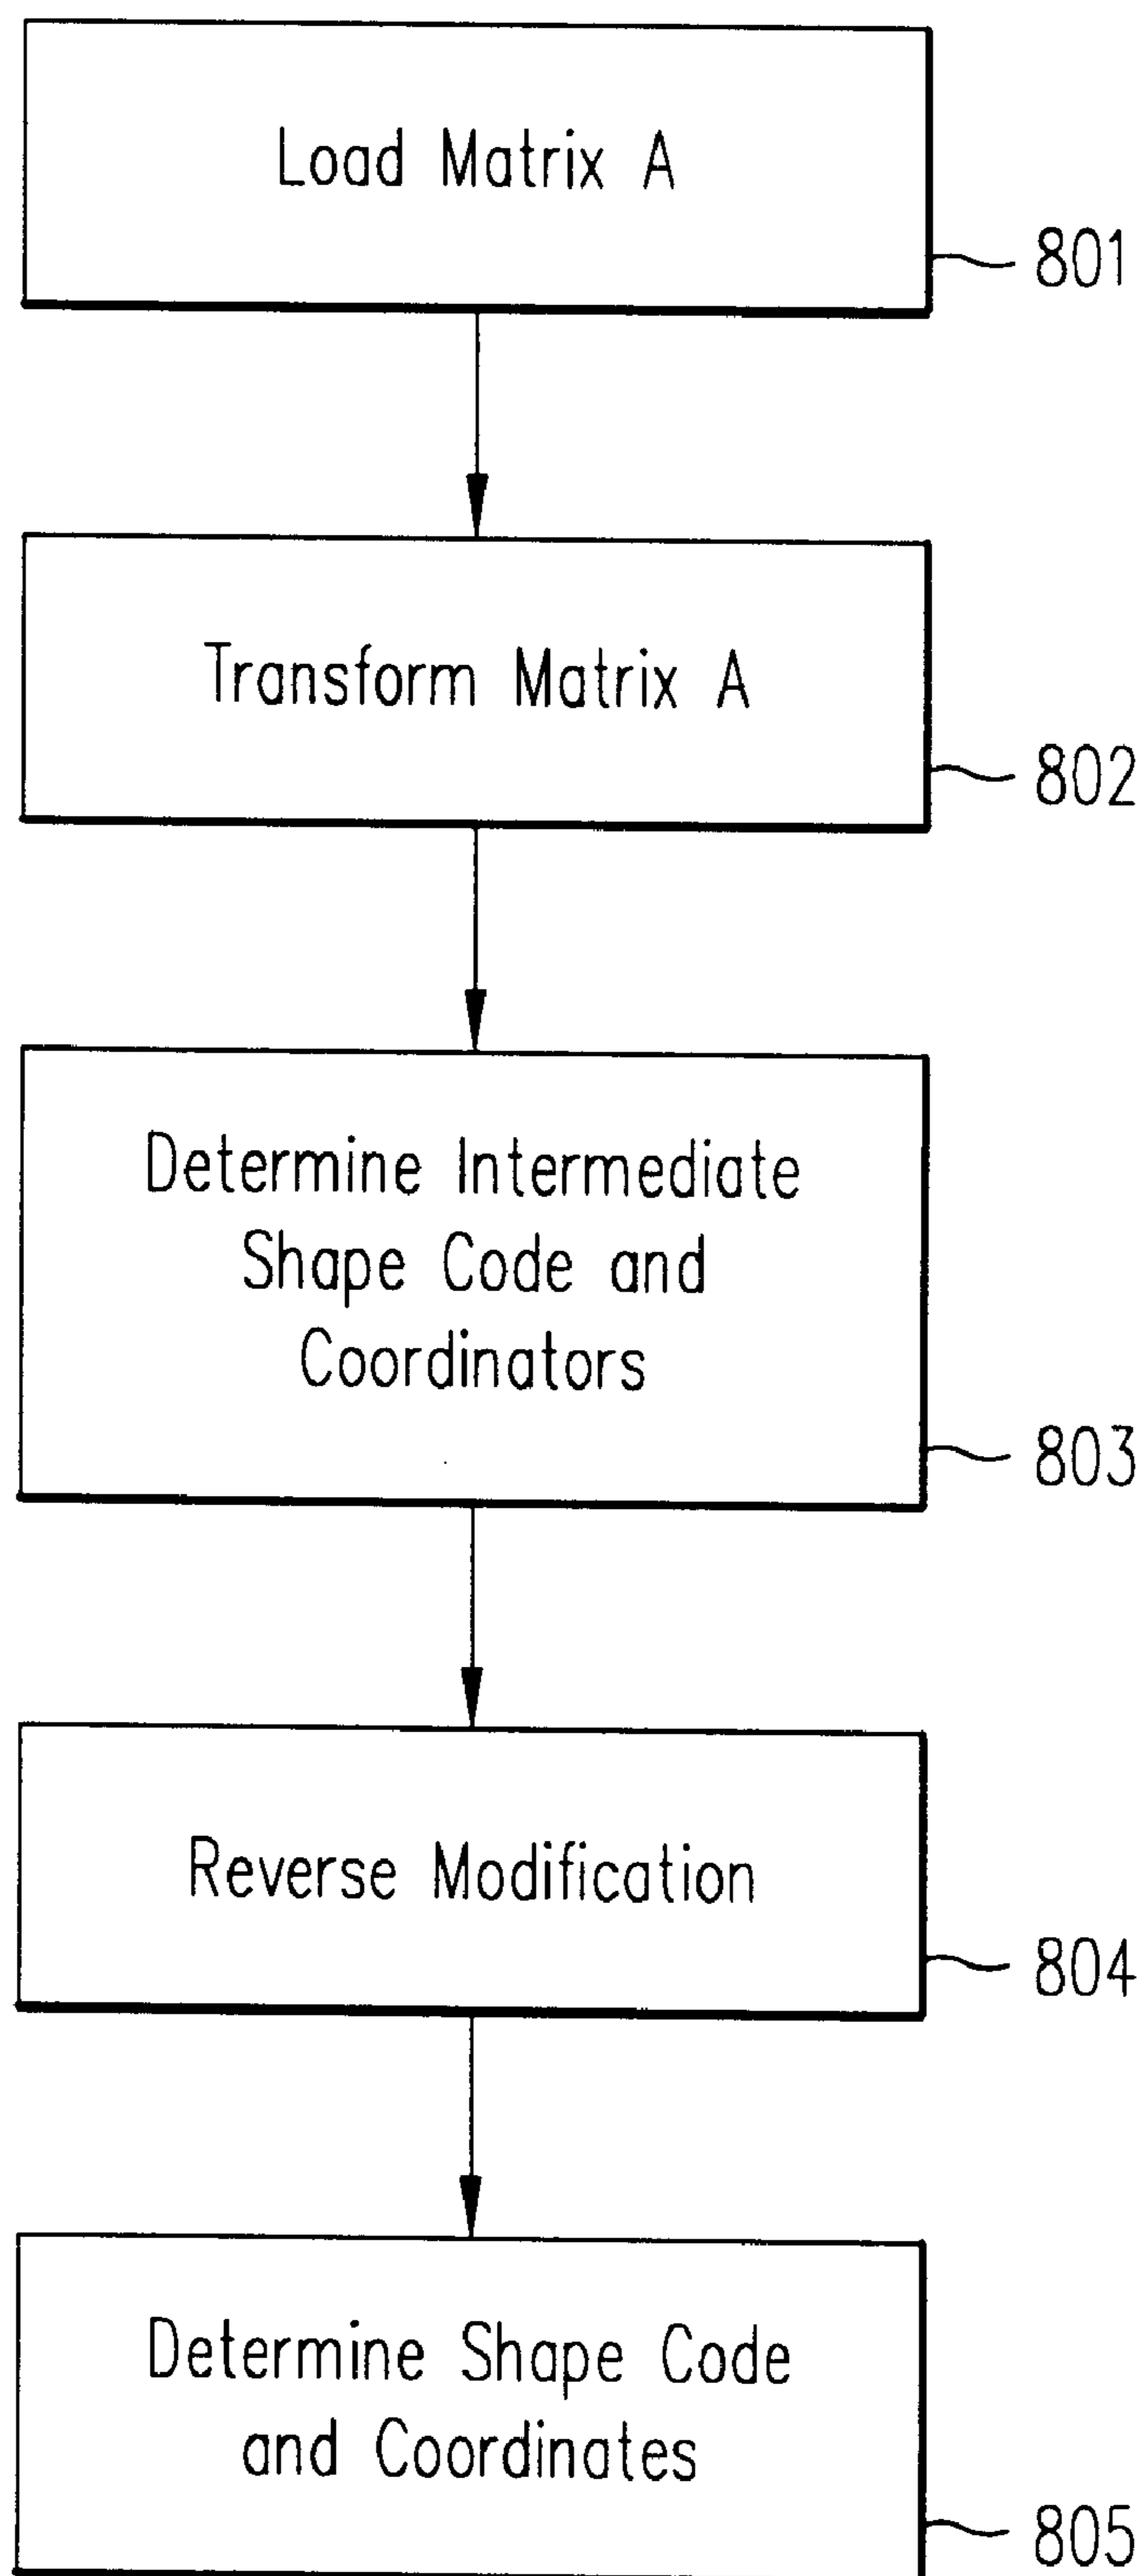 Load Matrix A
801
Transform Matrix A
802
Determine Intermediate
Shape Code and
Coordinators
803
Reverse Modification
804
Determine Shape Code
and Coordinates
805